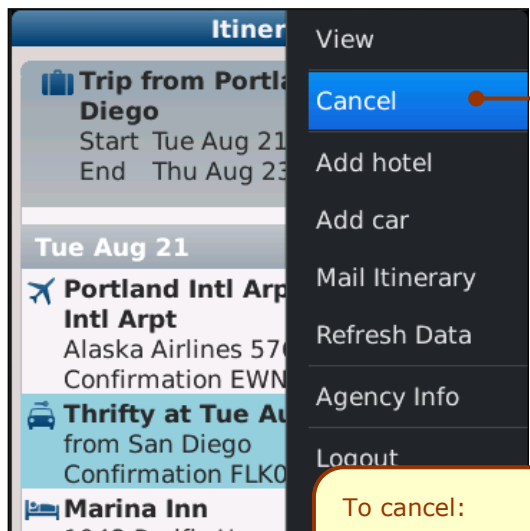 Itiner
Trip from Portla
Diego
Start Tue Aug 21
End Thu Aug 23
Tue Aug 21
Portland Intl Arp
Intl Arpt
Alaska Airlines 576
Confirmation EWN
Thrifty at Tue Au
from San Diego
Confirmation FLK0
Marina Inn
View
Cancel
Add hotel
Add car
Mail Itinerary
Refresh Data
Agency Info
Logout
To cancel: